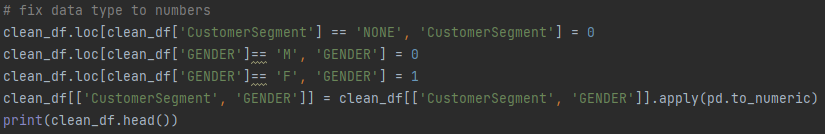 # fix data type to numbers
clean_df.loc[clean_df['CustomerSegment'] == 'NONE', 'CustomerSegment'] = 0
clean_df.loc[clean_df['GENDER']== 'M', 'GENDER'] = 0
clean_df.loc[clean_df['GENDER']== 'F', 'GENDER'] = 1
clean_df[['CustomerSegment', 'GENDER']] = clean_df[['CustomerSegment', 'GENDER']].apply(pd.to_numeric)
print(clean_df.head())